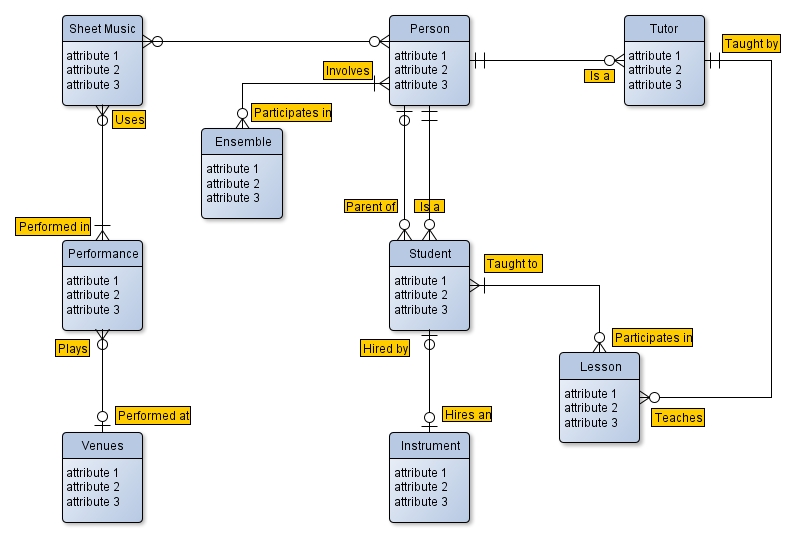 Sheet Music
attribute 1
attribute 2
attribute 3
Person
attribute 1
attribute 2
attribute 3
Tutor
attribute 1
attribute 2
attribute 3
Taught by
Involves
Is a
Participates in
Uses
Ensemble
attribute 1
attribute 2
attribute 3
Parent of
Is a
Performed in
Performance
attribute 1
attribute 2
attribute 3
Student
attribute 1
attribute 2
attribute 3
Taught to
Plays
Hired by
Participates in
Lesson
attribute 1
attribute 2
attribute 3
Performed at
Hires an
Teaches
Venues
attribute 1
attribute 2
attribute 3
Instrument
attribute 1
attribute 2
attribute 3